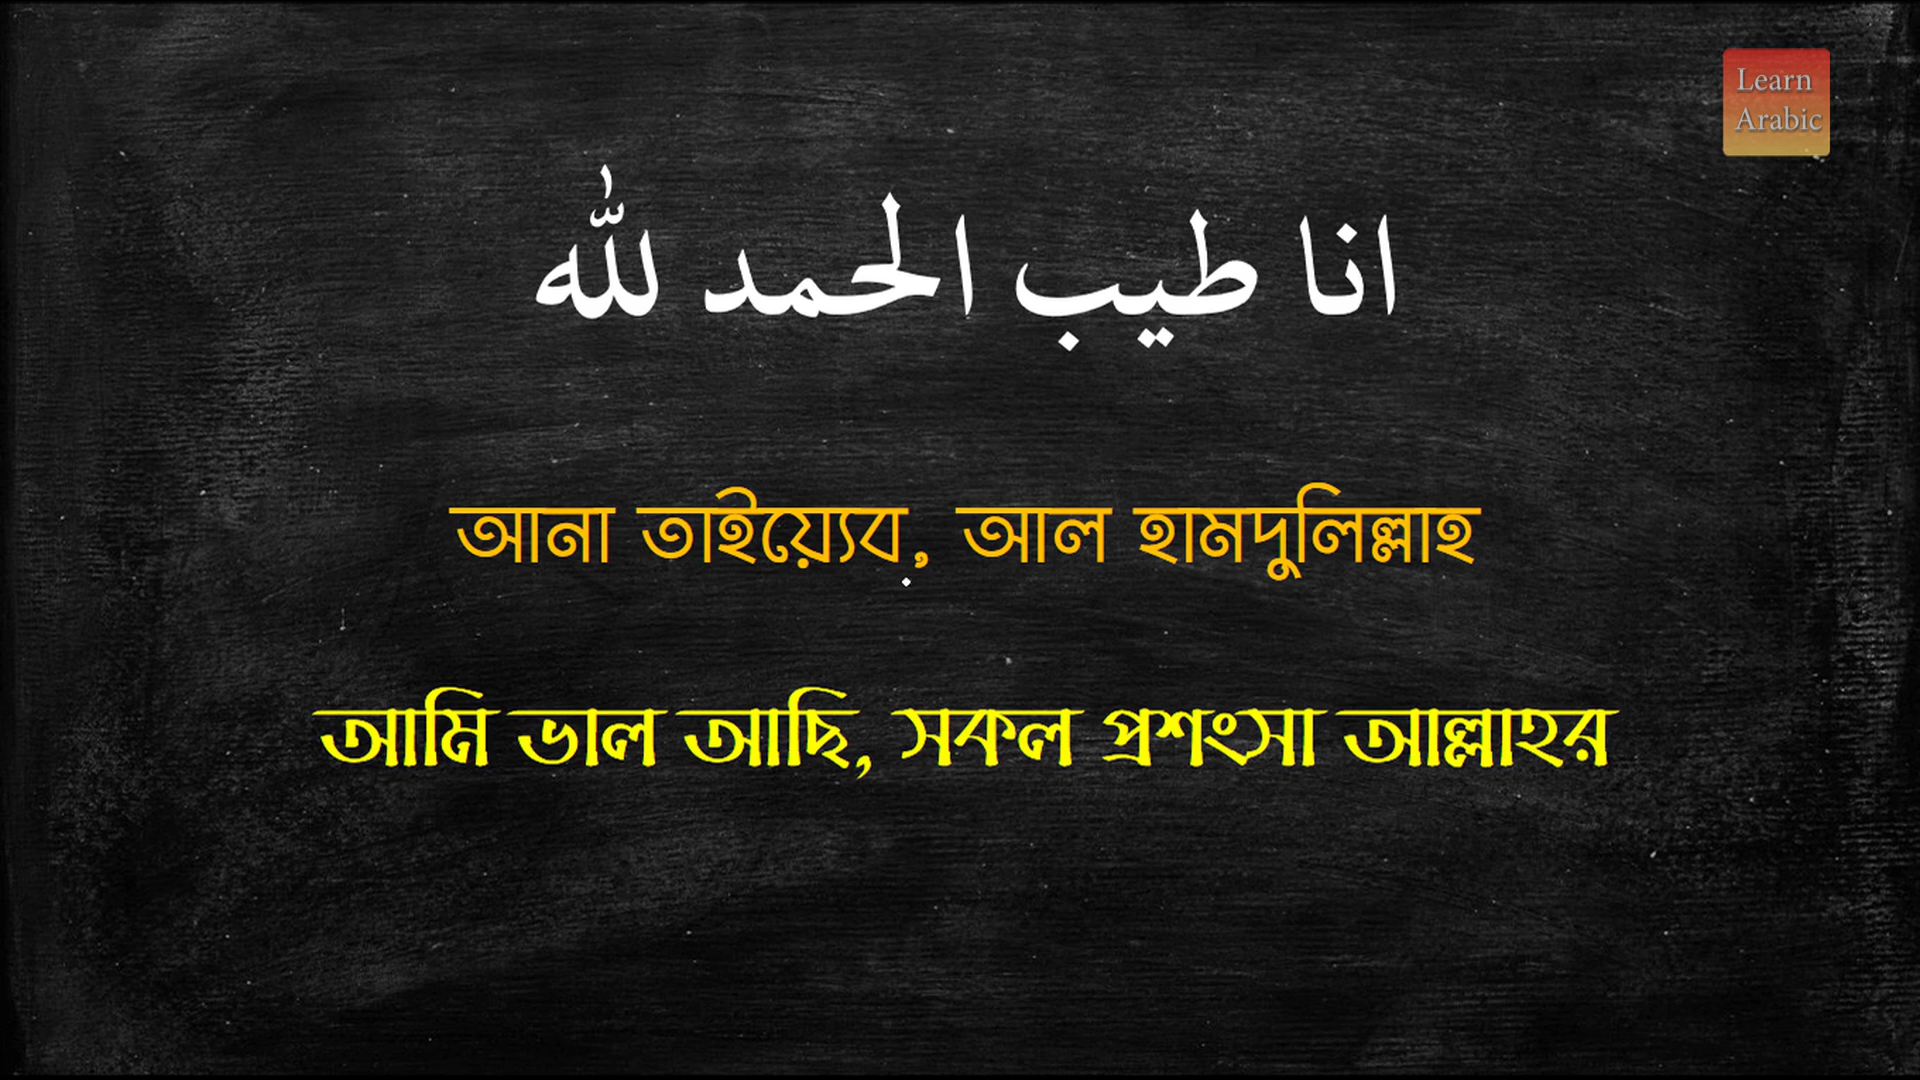 Learn
Arabic
انا طيب الحمد لله
আনা তাইয়্যেব, আল হামদুলিল্লাহ
আমি ভাল আছি, সকল প্রশংসা আল্লাহর